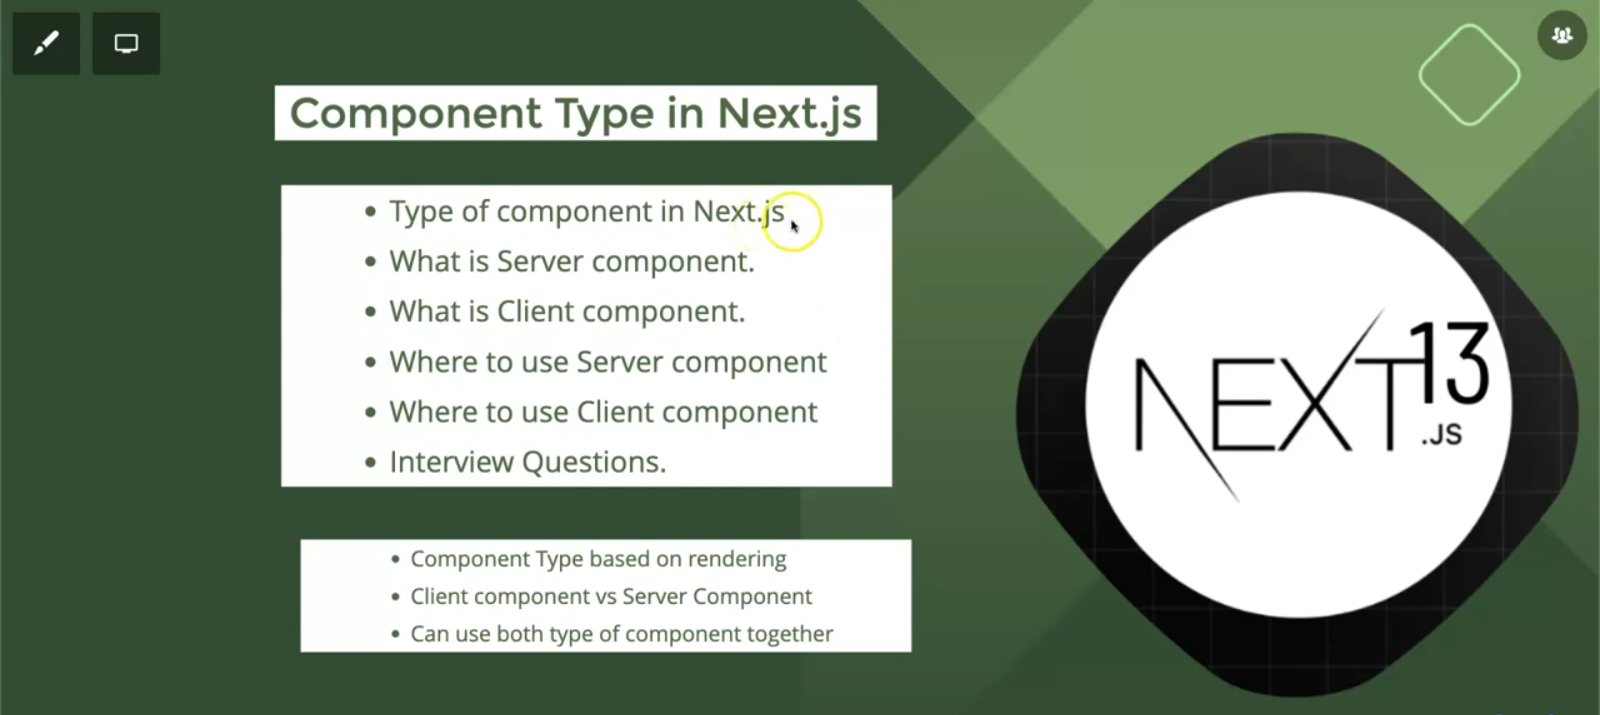 Component Type in Next.js
• Type of component in Next.js
• What is Server component.
• What is Client component.
• Where to use Server component
• Where to use Client component
• Interview Questions.
• Component Type based on rendering
• Client component vs Server Component
• Can use both type of component together
NEXT13
.JS